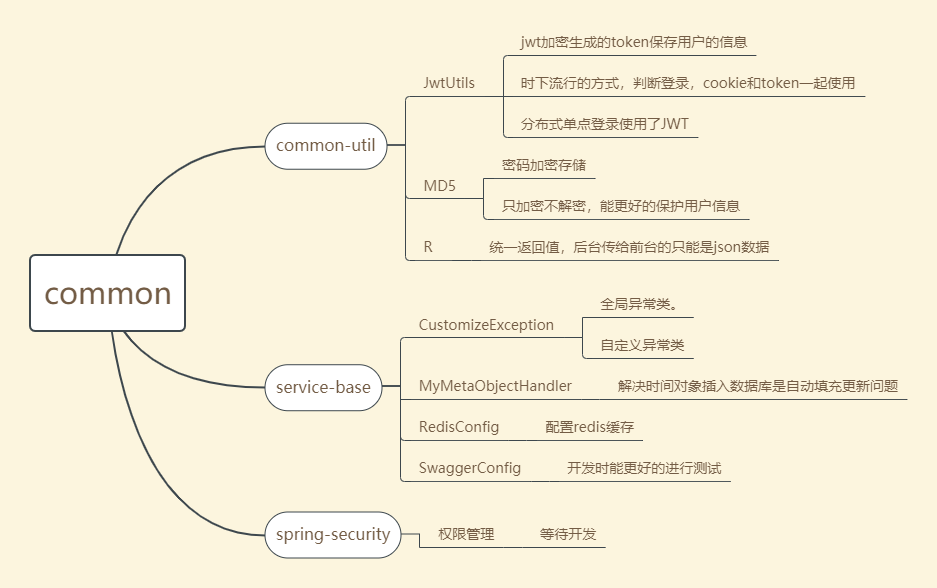 common
common-util
JwtUtils
jwt加密生成的token保存用户的信息
时下流行的方式，判断登录，cookie和token一起使用
分布式单点登录使用了JWT
MD5
密码加密存储
只加密不解密，能更好的保护用户信息
R
统一返回值，后台传给前台的只能是json数据
service-base
CustomizeException
全局异常类。
自定义异常类
MyMetaObjectHandler
解决时间对象插入数据库是自动填充更新问题
RedisConfig
配置redis缓存
SwaggerConfig
开发时能更好的进行测试
spring-security
权限管理
等待开发